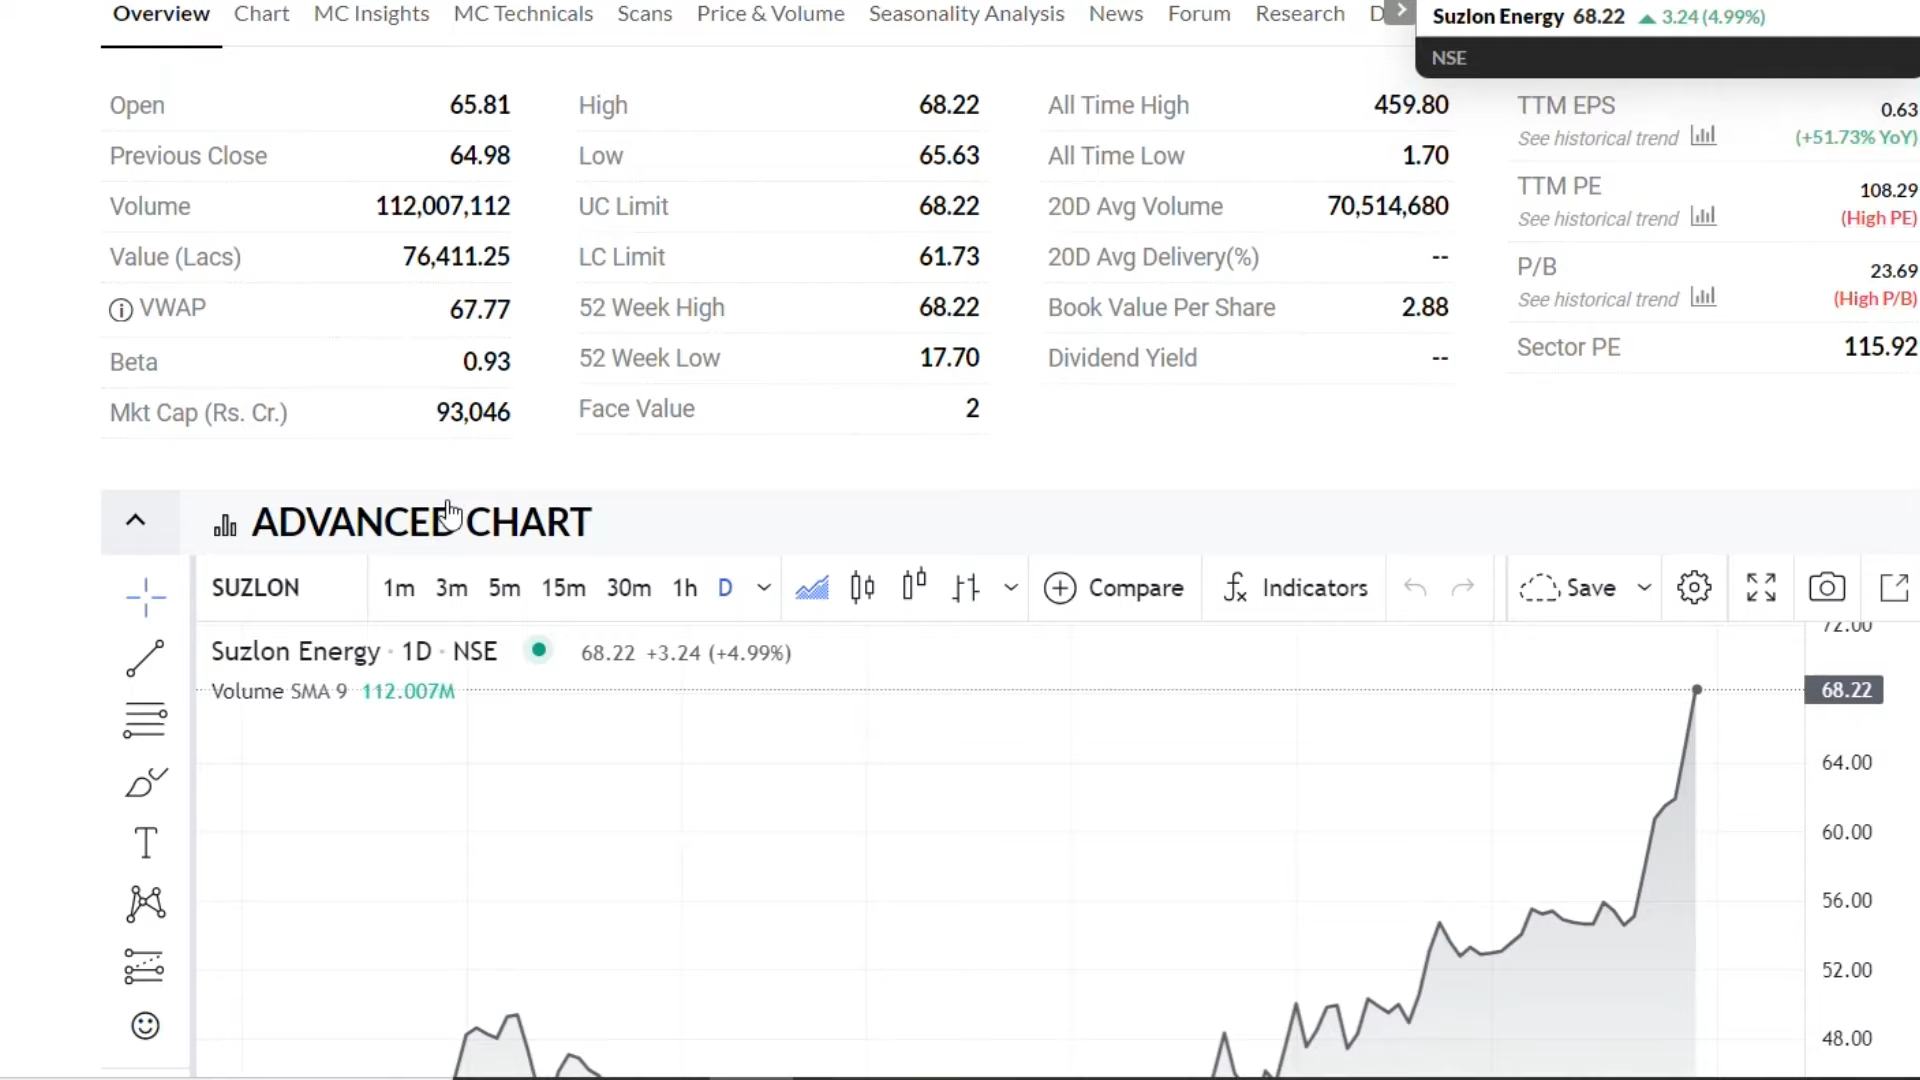 Overview Chart MC Insights MC Technicals Scans Price & Volume Seasonality Analysis News Forum Research D
Suzlon Energy 68.22 ▲ 3.24 (4.99%)
NSE
Open 65.81
Previous Close 64.98
Volume 112,007,112
Value (Lacs) 76,411.25
VWAP 67.77
Beta 0.93
Mkt Cap (Rs. Cr.) 93,046
High 68.22
Low 65.63
UC Limit 68.22
LC Limit 61.73
52 Week High 68.22
52 Week Low 17.70
Face Value 2
All Time High 459.80
All Time Low 1.70
20D Avg Volume 70,514,680
20D Avg Delivery(%) --
Book Value Per Share 2.88
Dividend Yield --
TTM EPS 0.63
See historical trend (+51.73% YoY)
TTM PE 108.29
See historical trend (High PE)
P/B 23.69
See historical trend (High P/B)
Sector PE 115.92
ADVANCED CHART
SUZLON 1m 3m 5m 15m 30m 1h D Compare Indicators Save
Suzlon Energy · 1D · NSE 68.22 +3.24 (+4.99%)
Volume SMA 9 112.007M
72.00
68.22
64.00
60.00
56.00
52.00
48.00